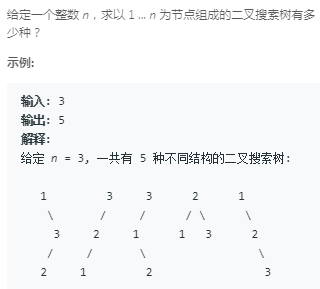 给定一个整数 n，求以 1 ... n 为节点组成的二叉搜索树有多
少种？
示例:
输入: 3
输出: 5
解释:
给定 n = 3, 一共有 5 种不同结构的二叉搜索树:
1         3     3      2      1
\       /     /      / \      \
3     2     1      1   3      2
/     /       \                 \
2     1         2                 3